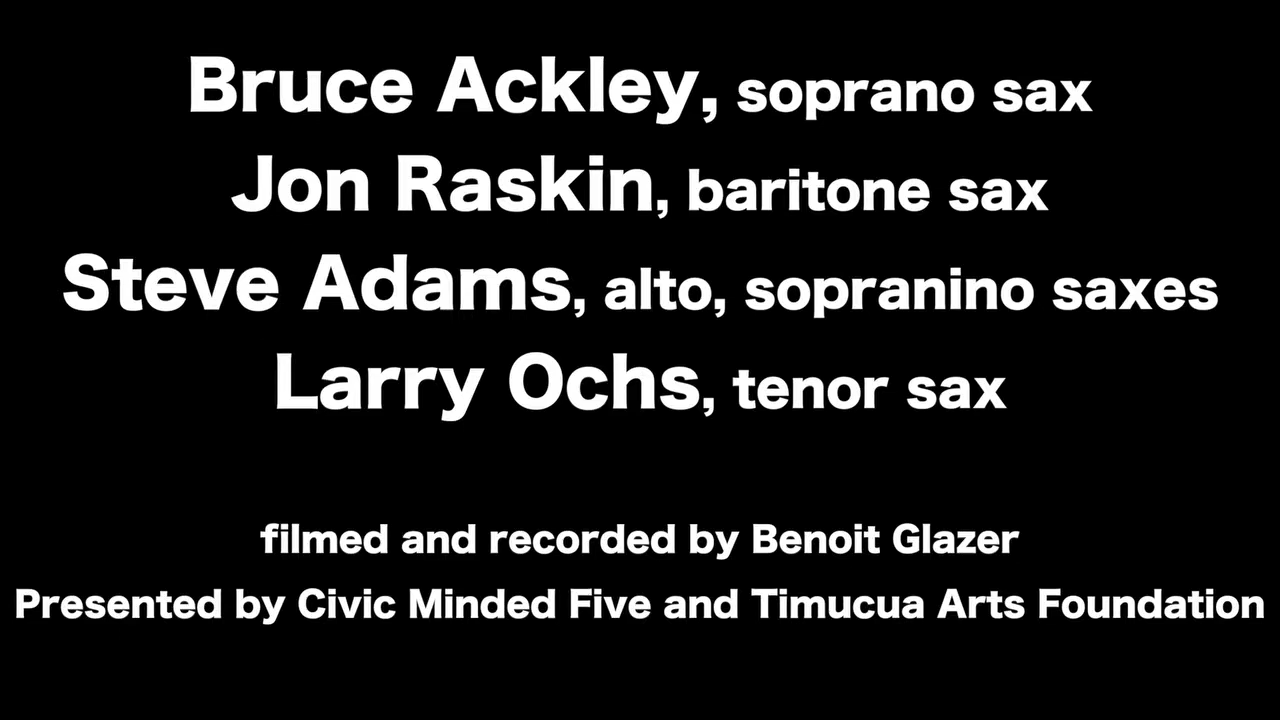 Bruce Ackley, soprano sax
Jon Raskin, baritone sax
Steve Adams, alto, sopranino saxes
Larry Ochs, tenor sax
filmed and recorded by Benoit Glazer
Presented by Civic Minded Five and Timucua Arts Foundation